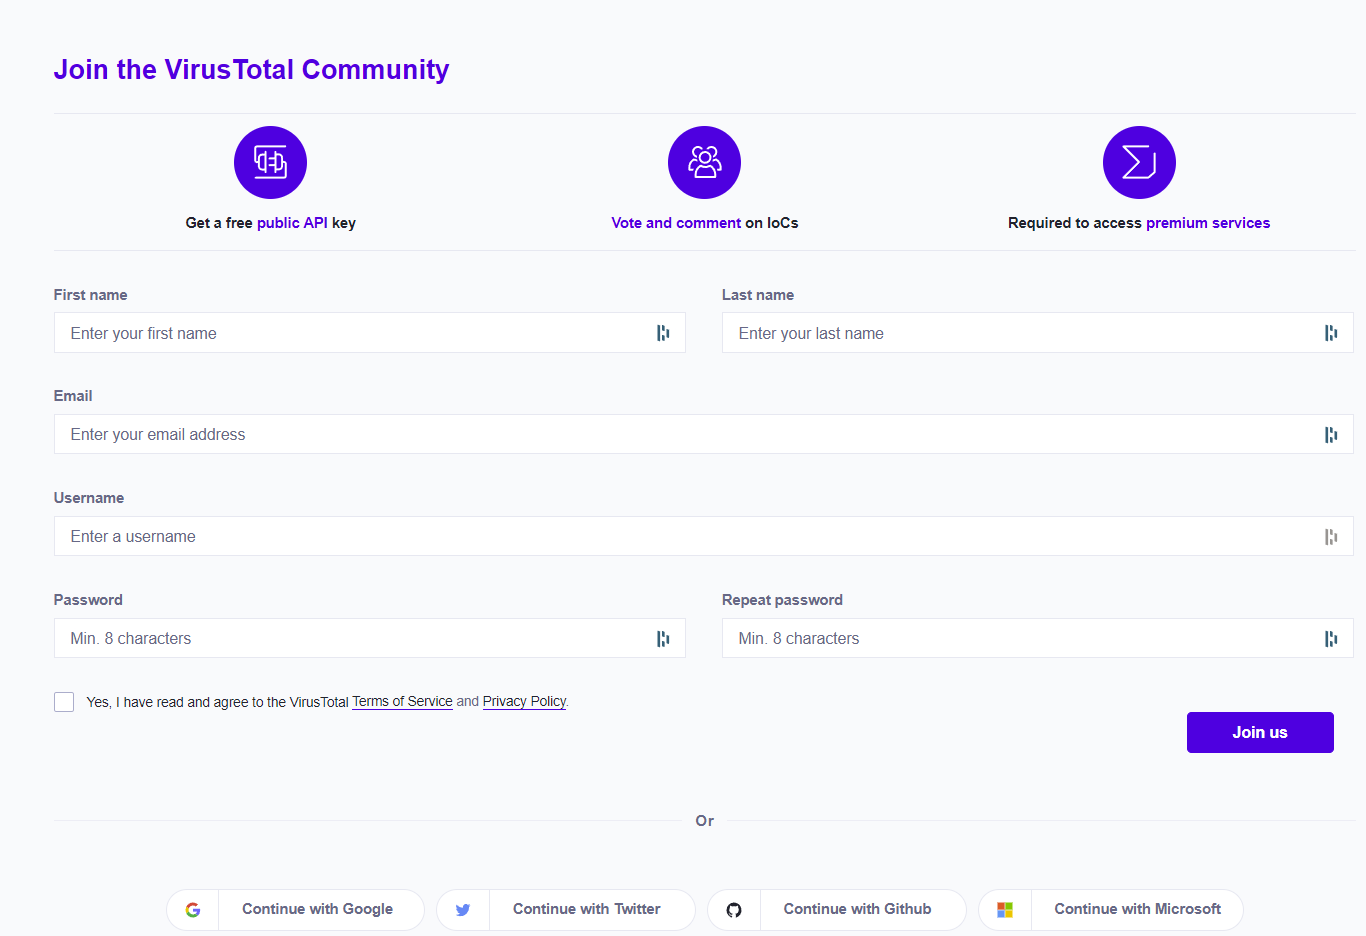 Join the VirusTotal Community
Get a free public API key
Vote and comment on IoCs
Required to access premium services
First name
Last name
Enter your first name
Enter your last name
Email
Enter your email address
Username
Enter a username
Password
Repeat password
Min. 8 characters
Min. 8 characters
Yes, I have read and agree to the VirusTotal Terms of Service and Privacy Policy.
Join us
Or
Continue with Google
Continue with Twitter
Continue with Github
Continue with Microsoft